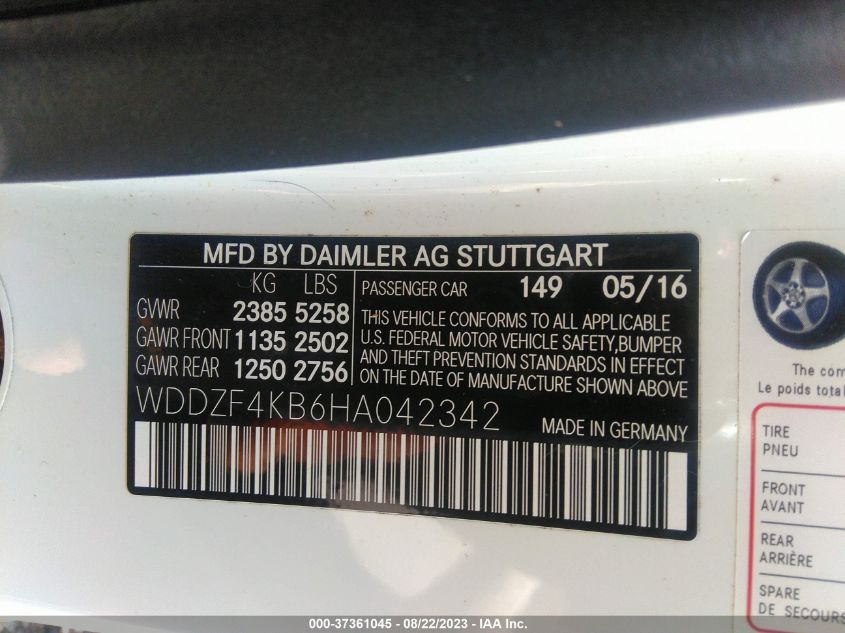 MFD BY DAIMLER AG STUTTGART
KG LBS
GVWR 2385 5258
GAWR FRONT 1135 2502
GAWR REAR 1250 2756
PASSENGER CAR 149 05/16
THIS VEHICLE CONFORMS TO ALL APPLICABLE
U.S. FEDERAL MOTOR VEHICLE SAFETY,BUMPER
AND THEFT PREVENTION STANDARDS IN EFFECT
ON THE DATE OF MANUFACTURE SHOWN ABOVE
WDDZF4KB6HA042342
MADE IN GERMANY
The com
Le poids total
TIRE
PNEU
FRONT
AVANT
REAR
ARRIÈRE
SPARE
DE SECOURS
000-37361045 - 08/22/2023 - IAA Inc.